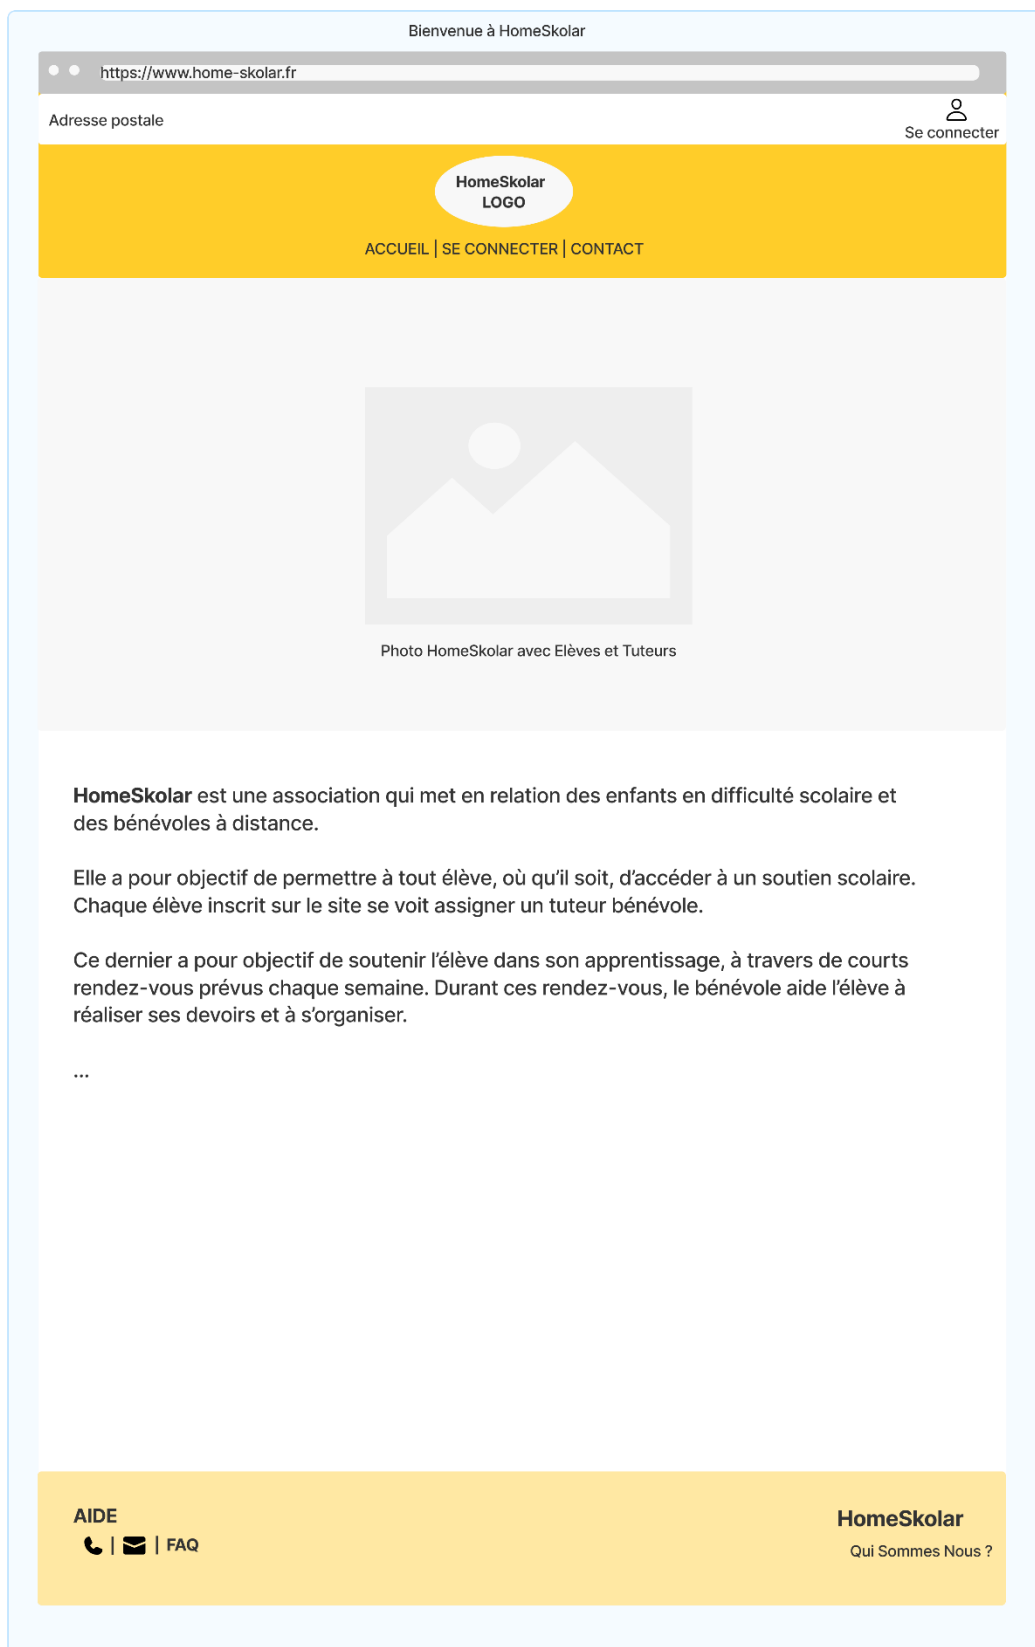 Bienvenue à HomeSkolar
https://www.home-skolar.fr
Adresse postale
Se connecter
HomeSkolar
LOGO
ACCUEIL | SE CONNECTER | CONTACT
Photo HomeSkolar avec Elèves et Tuteurs
HomeSkolar est une association qui met en relation des enfants en difficulté scolaire et
des bénévoles à distance.
Elle a pour objectif de permettre à tout élève, où qu’il soit, d’accéder à un soutien scolaire.
Chaque élève inscrit sur le site se voit assigner un tuteur bénévole.
Ce dernier a pour objectif de soutenir l’élève dans son apprentissage, à travers de courts
rendez-vous prévus chaque semaine. Durant ces rendez-vous, le bénévole aide l’élève à
réaliser ses devoirs et à s’organiser.
...
AIDE
| | FAQ
HomeSkolar
Qui Sommes Nous ?